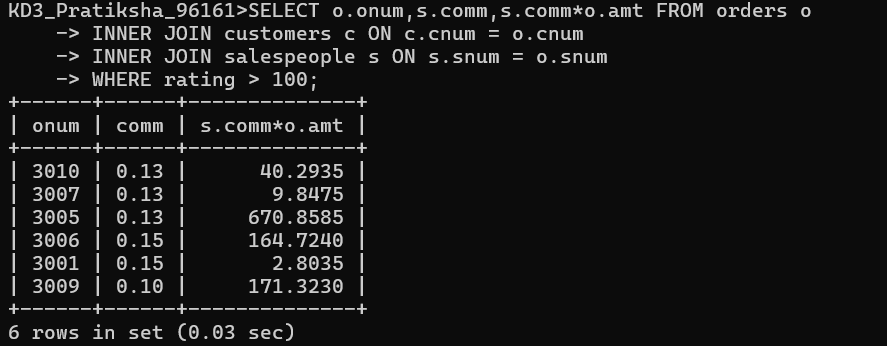 KD3_Pratiksha_96161>SELECT o.onum,s.comm,s.comm*o.amt FROM orders o
    -> INNER JOIN customers c ON c.cnum = o.cnum
    -> INNER JOIN salespeople s ON s.snum = o.snum
    -> WHERE rating > 100;
+------+------+--------------+
| onum | comm | s.comm*o.amt |
+------+------+--------------+
| 3010 | 0.13 |      40.2935 |
| 3007 | 0.13 |       9.8475 |
| 3005 | 0.13 |     670.8585 |
| 3006 | 0.15 |     164.7240 |
| 3001 | 0.15 |       2.8035 |
| 3009 | 0.10 |     171.3230 |
+------+------+--------------+
6 rows in set (0.03 sec)